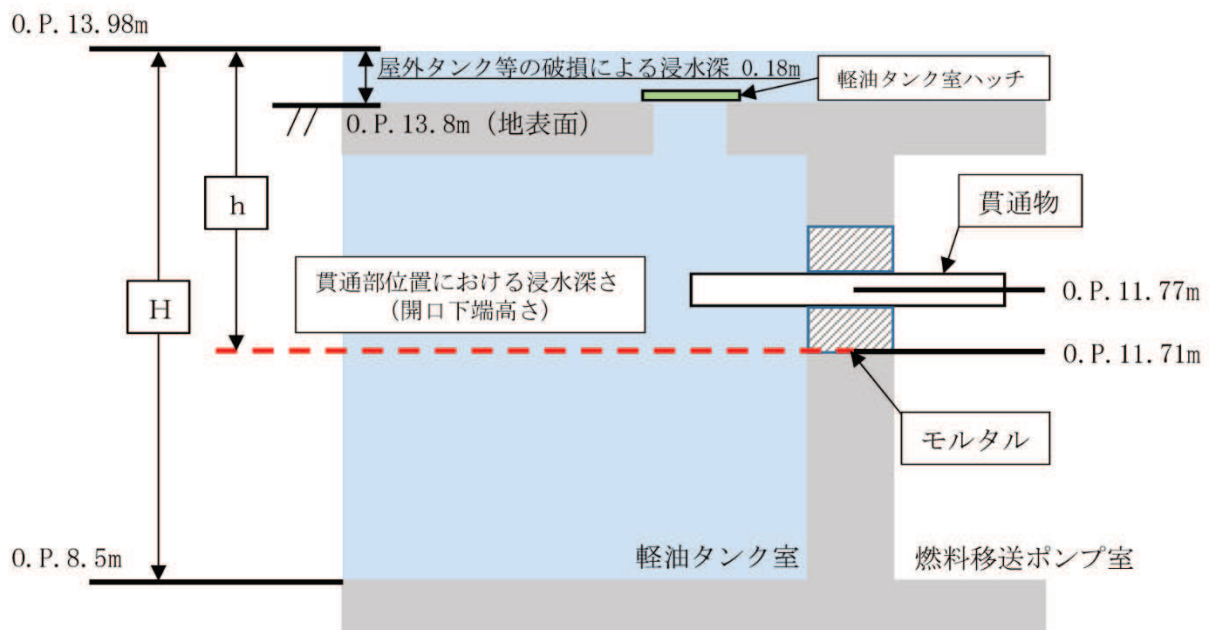 O.P.13.98m
屋外タンク等の破損による浸水深 0.18m
軽油タンク室ハッチ
O.P.13.8m (地表面)
h
貫通物
H
貫通部位置における浸水深さ
(開口下端高さ)
O.P.11.77m
O.P.11.71m
モルタル
O.P.8.5m
軽油タンク室
燃料移送ポンプ室